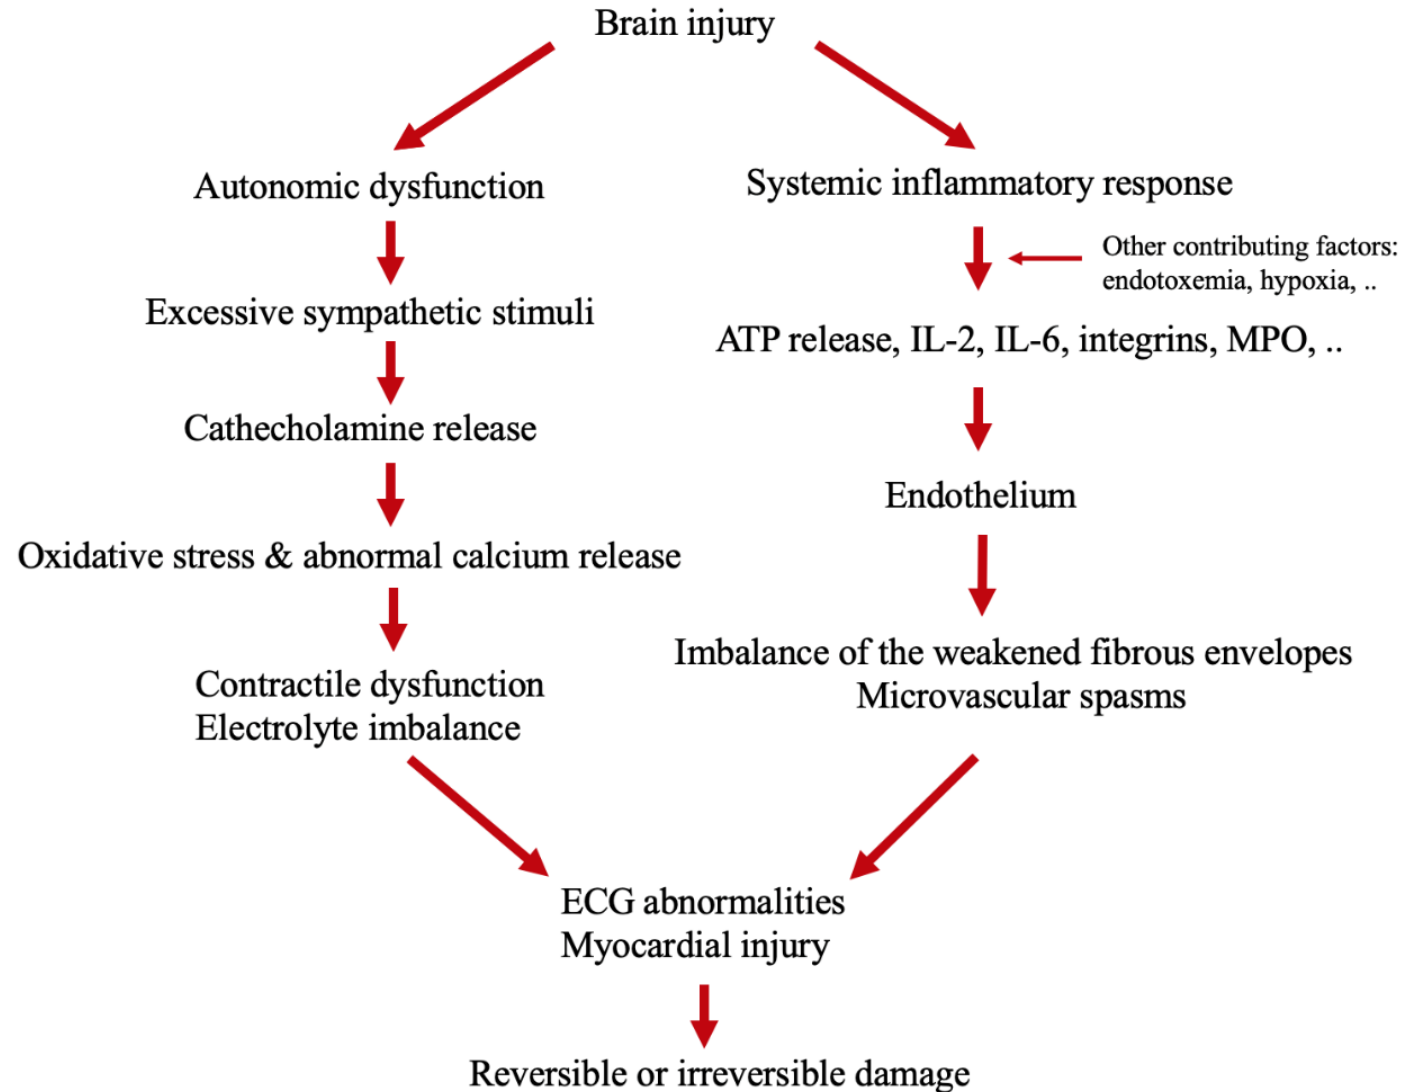 Brain injury
Autonomic dysfunction
Systemic inflammatory response
Other contributing factors:
endotoxemia, hypoxia, ..
Excessive sympathetic stimuli
ATP release, IL-2, IL-6, integrins, MPO, ..
Cathecholamine release
Endothelium
Oxidative stress & abnormal calcium release
Imbalance of the weakened fibrous envelopes
Microvascular spasms
Contractile dysfunction
Electrolyte imbalance
ECG abnormalities
Myocardial injury
Reversible or irreversible damage